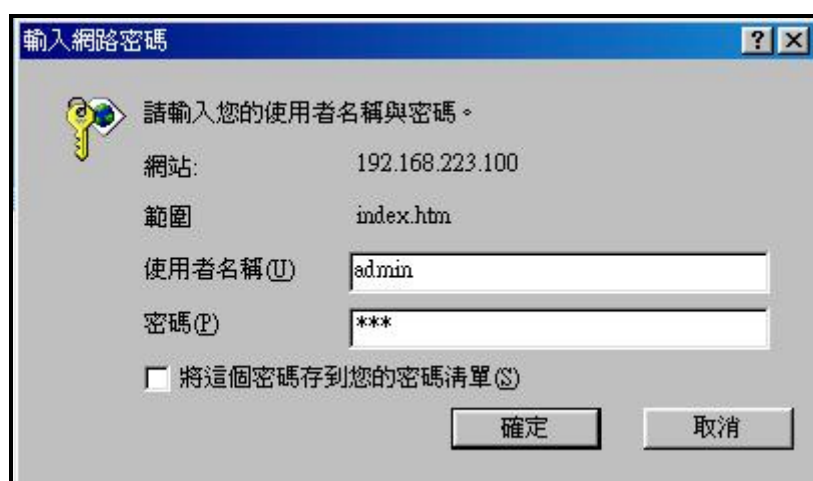 輸入網路密碼
請輸入您的使用者名稱與密碼。
網站: 192.168.223.100
範圍 index.htm
使用者名稱(U) admin
密碼(P) ***
將這個密碼存到您的密碼清單(S)
確定 取消